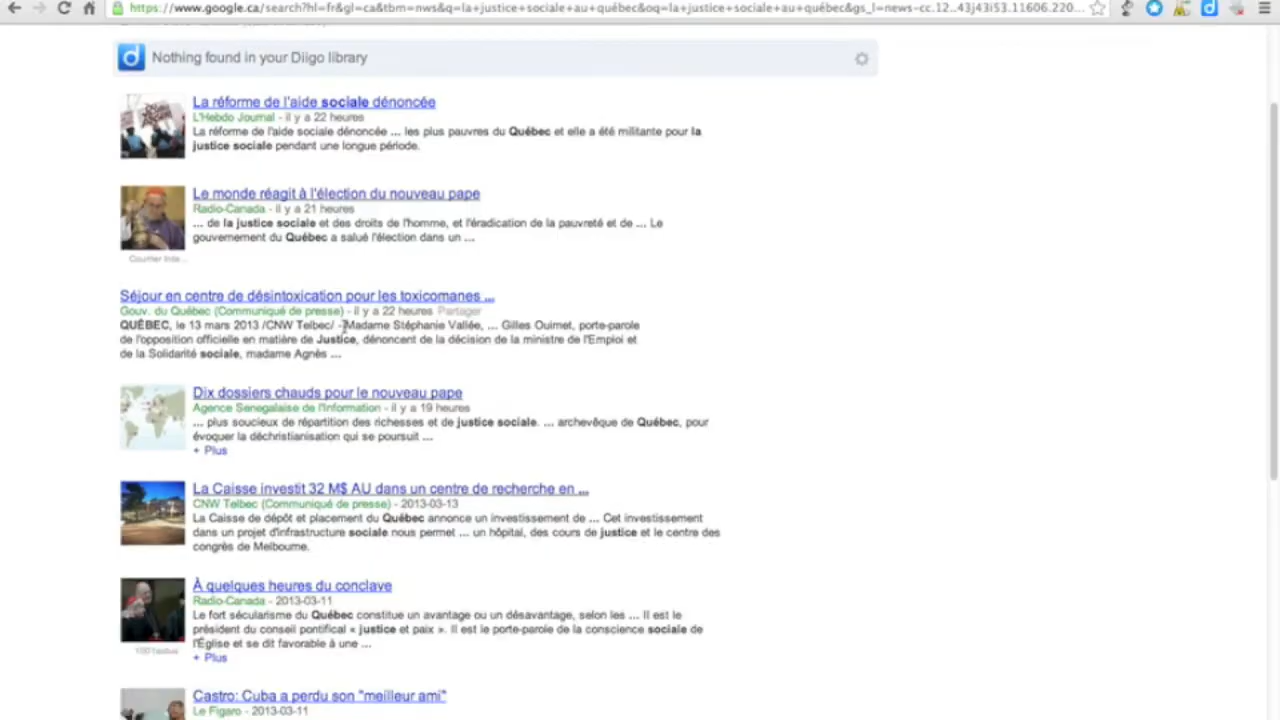 https://www.google.ca/search?hl=fr&gl=ca&tbm=nws&q=la+justice+sociale+au+québec&oq=la+justice+sociale+au+québec&gs_l=news-cc.12..43j43i53.11606.220...
Nothing found in your Diigo library
La réforme de l'aide sociale dénoncée
L'Hebdo Journal - il y a 22 heures
La réforme de l'aide sociale dénoncée ... les plus pauvres du Québec et elle a été militante pour la
justice sociale pendant une longue période.
Le monde réagit à l'élection du nouveau pape
Radio-Canada - il y a 21 heures
... de la justice sociale et des droits de l'homme, et l'éradication de la pauvreté et de ... Le
gouvernement du Québec a salué l'élection dans un ...
Courrier Inte...
Séjour en centre de désintoxication pour les toxicomanes ...
Gouv. du Québec (Communiqué de presse) - il y a 22 heures Partager
QUÉBEC, le 13 mars 2013 /CNW Telbec/ - Madame Stéphanie Vallée, ... Gilles Ouimet, porte-parole
de l'opposition officielle en matière de Justice, dénoncent de la décision de la ministre de l'Emploi et
de la Solidarité sociale, madame Agnès ...
Dix dossiers chauds pour le nouveau pape
Agence Senegalaise de l'Information - il y a 19 heures
... plus soucieux de répartition des richesses et de justice sociale. ... archevêque de Québec, pour
évoquer la déchristianisation qui se poursuit ...
+ Plus
La Caisse investit 32 M$ AU dans un centre de recherche en ...
CNW Telbec (Communiqué de presse) - 2013-03-13
La Caisse de dépôt et placement du Québec annonce un investissement de ... Cet investissement
dans un projet d'infrastructure sociale nous permet ... un hôpital, des cours de justice et le centre des
congrès de Melbourne.
À quelques heures du conclave
Radio-Canada - 2013-03-11
Le fort sécularisme du Québec constitue un avantage ou un désavantage, selon les ... Il est le
président du conseil pontifical « justice et paix ». Il est le porte-parole de la conscience sociale de
l'Église et se dit favorable à une ...
+ Plus
Castro: Cuba a perdu son "meilleur ami"
Le Figaro - 2013-03-11